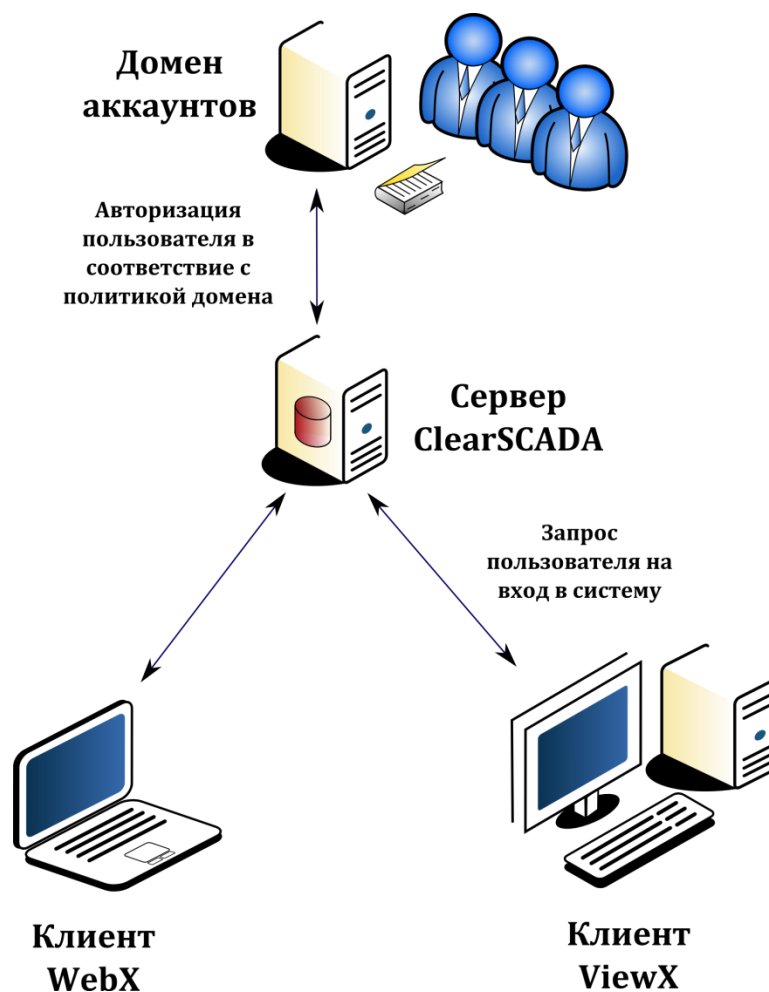 Домен
аккаунтов
Авторизация
пользователя в
соответствие с
политикой домена
Сервер
ClearSCADA
Запрос
пользователя на
вход в систему
Клиент
WebX
Клиент
ViewX